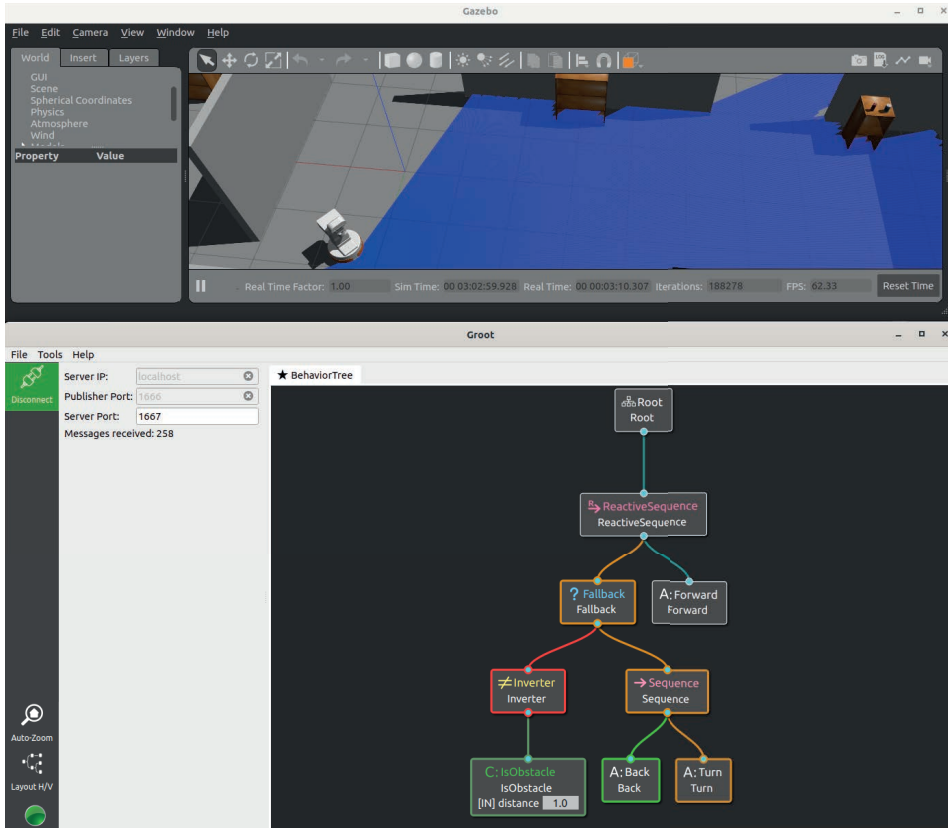 Gazebo
File Edit Camera View Window Help
World Insert Layers
GUI
Scene
Spherical Coordinates
Physics
Atmosphere
Wind
Property Value
LOG
Real Time Factor: 1.00 Sim Time: 00 03:02:59.928 Real Time: 00 00:03:10.307 Iterations: 188278 FPS: 62.33 Reset Time
Groot
File Tools Help
Disconnect
Server IP: localhost
Publisher Port: 1666
Server Port: 1667
Messages received: 258
Auto-Zoom
Layout H/V
★ BehaviorTree
Root
Root
R ReactiveSequence
ReactiveSequence
? Fallback
Fallback
A: Forward
Forward
≠ Inverter
Inverter
→ Sequence
Sequence
C: IsObstacle
IsObstacle
[IN] distance 1.0
A: Back
Back
A: Turn
Turn